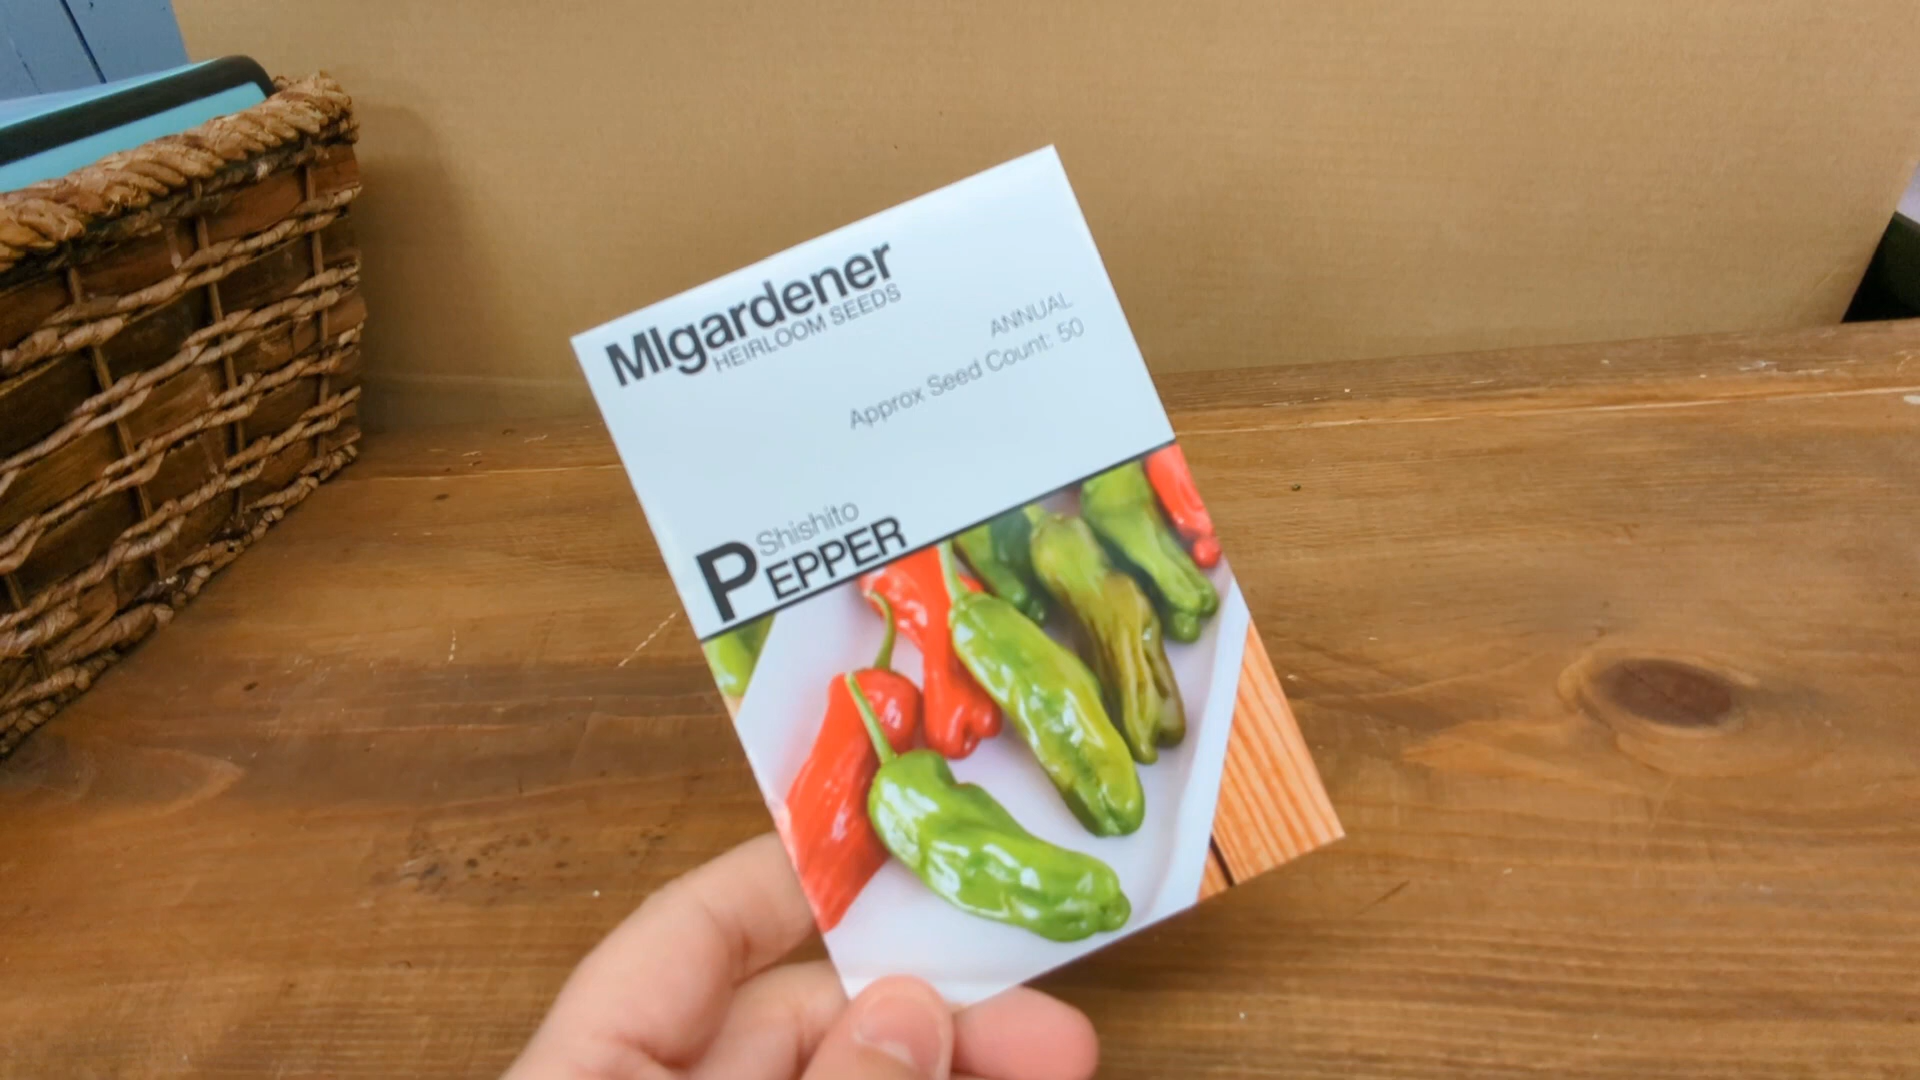 MIgardener
HEIRLOOM SEEDS
ANNUAL
Approx Seed Count: 50
Shishito
PEPPER